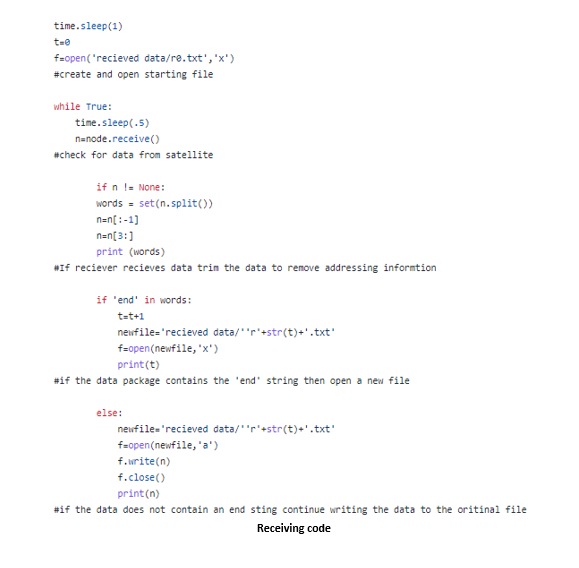 time.sleep(1)
t=0
f=open('recieved data/r0.txt','x')
#create and open starting file
while True:
time.sleep(.5)
n=node.receive()
#check for data from satellite
if n != None:
words = set(n.split())
n=n[:-1]
n=n[3:]
print (words)
#If reciever recieves data trim the data to remove addressing informtion
if 'end' in words:
t=t+1
newfile='recieved data/''r'+str(t)+'.txt'
f=open(newfile,'x')
print(t)
#if the data package contains the 'end' string then open a new file
else:
newfile='recieved data/''r'+str(t)+'.txt'
f=open(newfile,'a')
f.write(n)
f.close()
print(n)
#if the data does not contain an end sting continue writing the data to the oritinal file
Receiving code